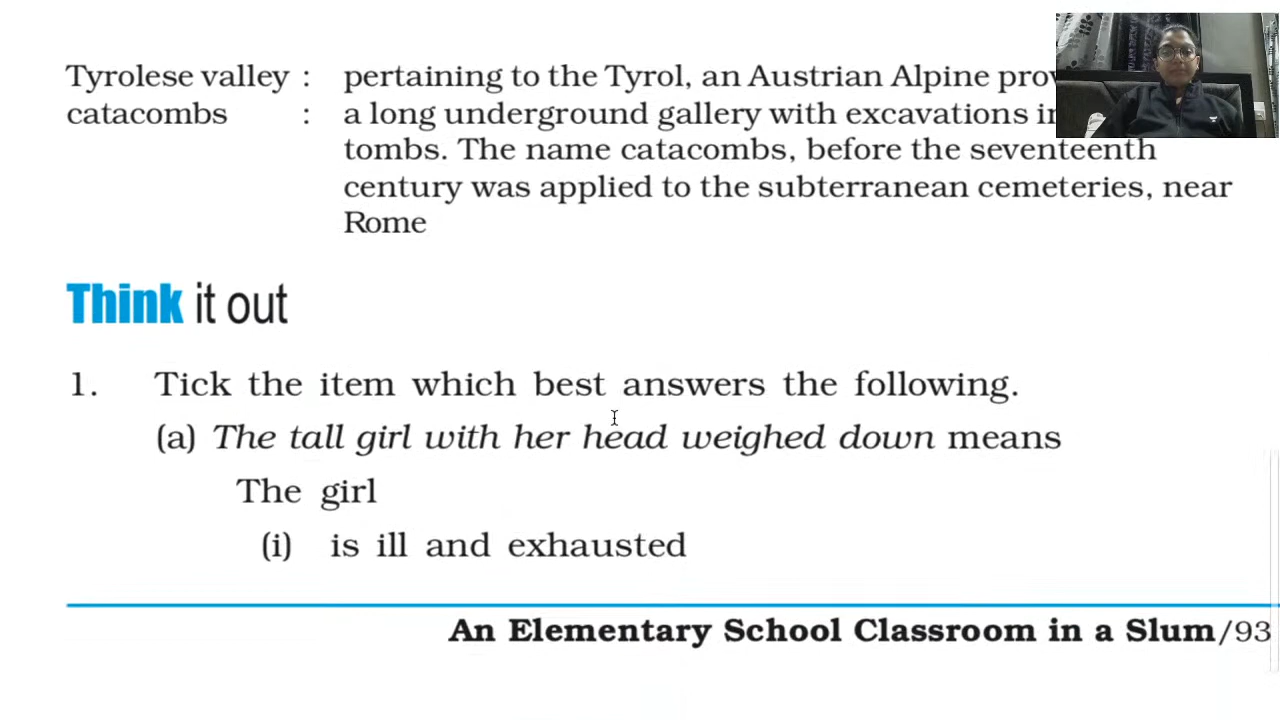 Tyrolese valley : pertaining to the Tyrol, an Austrian Alpine
catacombs : a long underground gallery with excavations
tombs. The name catacombs, before the seventeenth
century was applied to the subterranean cemeteries, near
Rome
Think it out
1. Tick the item which best answers the following.
(a) The tall girl with her head weighed down means
The girl
(i) is ill and exhausted
An Elementary School Classroom in a Slum/93